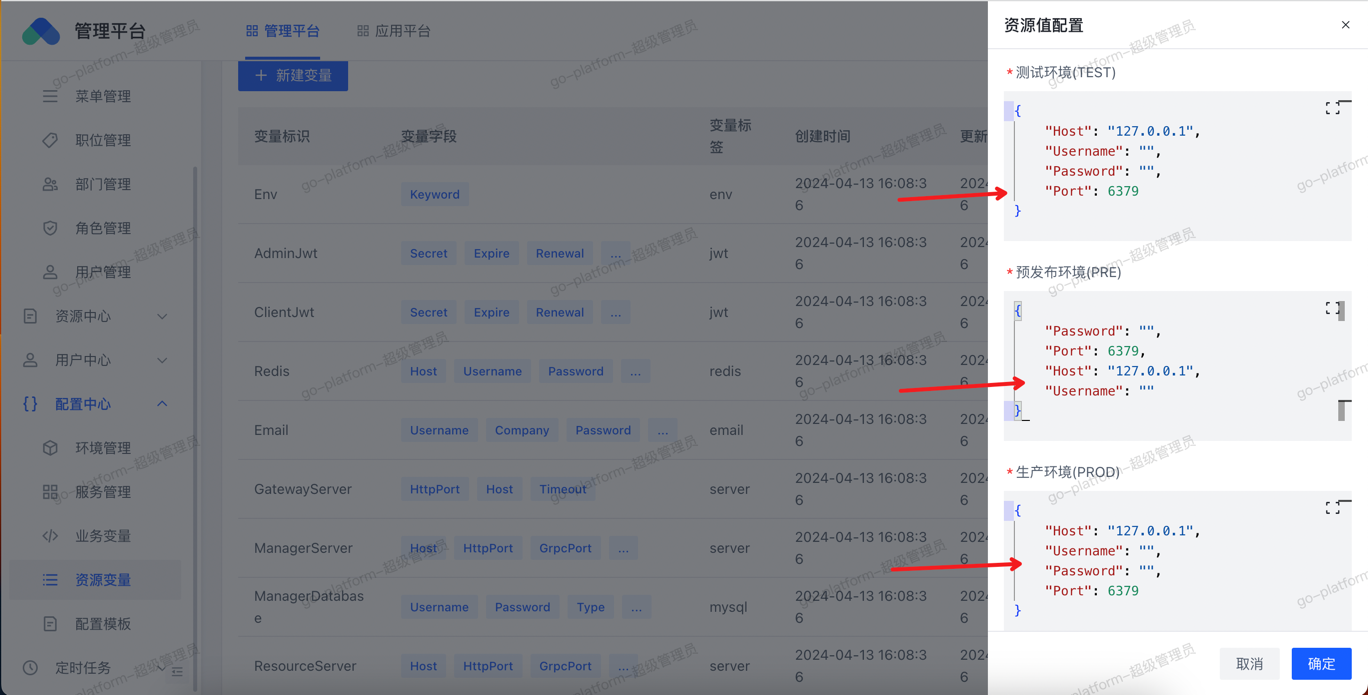 管理平台
管理平台
应用平台
菜单管理
职位管理
部门管理
角色管理
用户管理
资源中心
用户中心
配置中心
环境管理
服务管理
业务变量
资源变量
配置模板
定时任务
+ 新建变量
变量标识 变量字段 变量标签 创建时间 更新
Env Keyword env 2024-04-13 16:08:36 202 6
AdminJwt Secret Expire Renewal ... jwt 2024-04-13 16:08:36 202 6
ClientJwt Secret Expire Renewal ... jwt 2024-04-13 16:08:36 202 6
Redis Host Username Password ... redis 2024-04-13 16:08:36 202 6
Email Username Company Password ... email 2024-04-13 16:08:36 202 6
GatewayServer HttpPort Host Timeout server 2024-04-13 16:08:36 202 6
ManagerServer Host HttpPort GrpcPort ... server 2024-04-13 16:08:36 202 6
ManagerDatabase Username Password Type ... mysql 2024-04-13 16:08:36 202 6
ResourceServer Host HttpPort GrpcPort ... server 2024-04-13 16:08:3 202
资源值配置
*测试环境(TEST)
{
"Host": "127.0.0.1",
"Username": "",
"Password": "",
"Port": 6379
}
*预发布环境(PRE)
{
"Password": "",
"Port": 6379,
"Host": "127.0.0.1",
"Username": ""
}
*生产环境(PROD)
{
"Host": "127.0.0.1",
"Username": "",
"Password": "",
"Port": 6379
}
取消
确定
go-platform-超级管理员